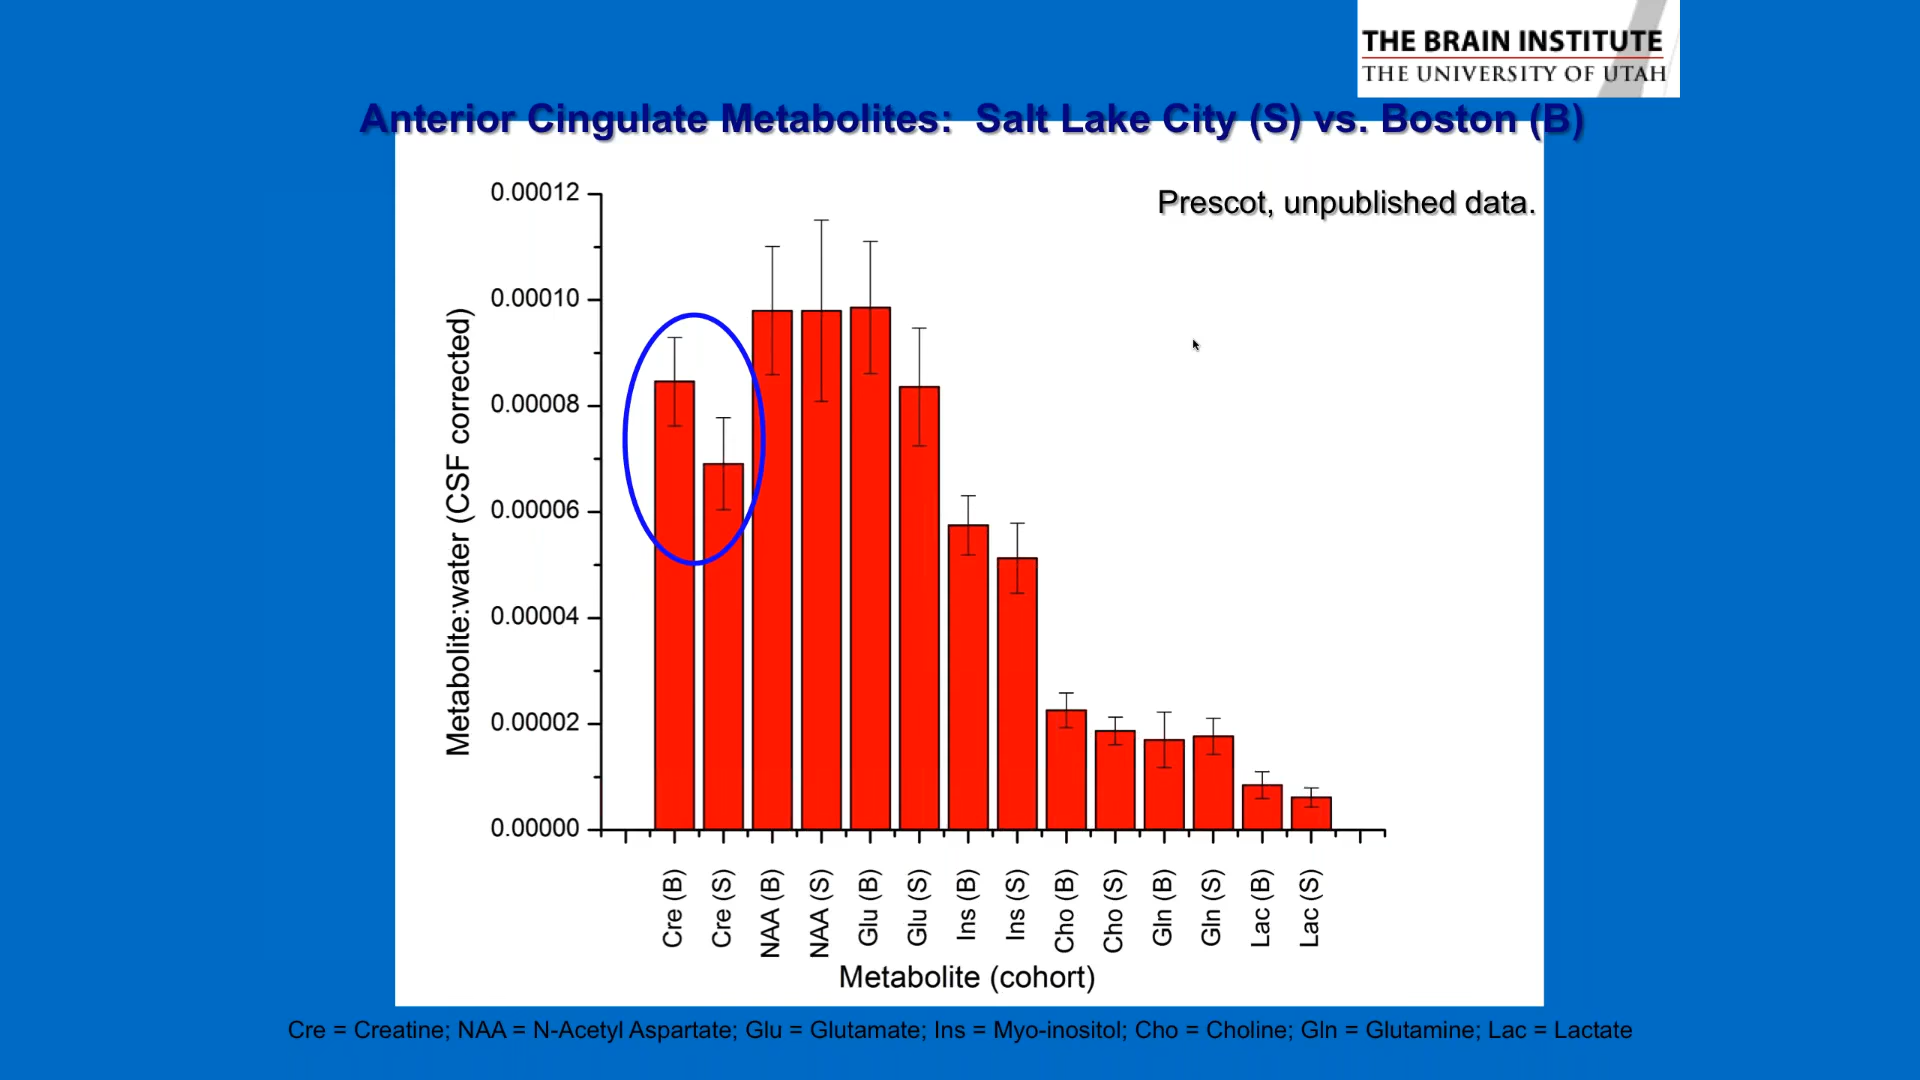 THE BRAIN INSTITUTE
THE UNIVERSITY OF UTAH
Anterior Cingulate Metabolites: Salt Lake City (S) vs. Boston (B)
Prescot, unpublished data.
Metabolite:water (CSF corrected)
0.00012
0.00010
0.00008
0.00006
0.00004
0.00002
0.00000
Cre (B)
Cre (S)
NAA (B)
NAA (S)
Glu (B)
Glu (S)
Ins (B)
Ins (S)
Cho (B)
Cho (S)
Gln (B)
Gln (S)
Lac (B)
Lac (S)
Metabolite (cohort)
Cre = Creatine; NAA = N-Acetyl Aspartate; Glu = Glutamate; Ins = Myo-inositol; Cho = Choline; Gln = Glutamine; Lac = Lactate